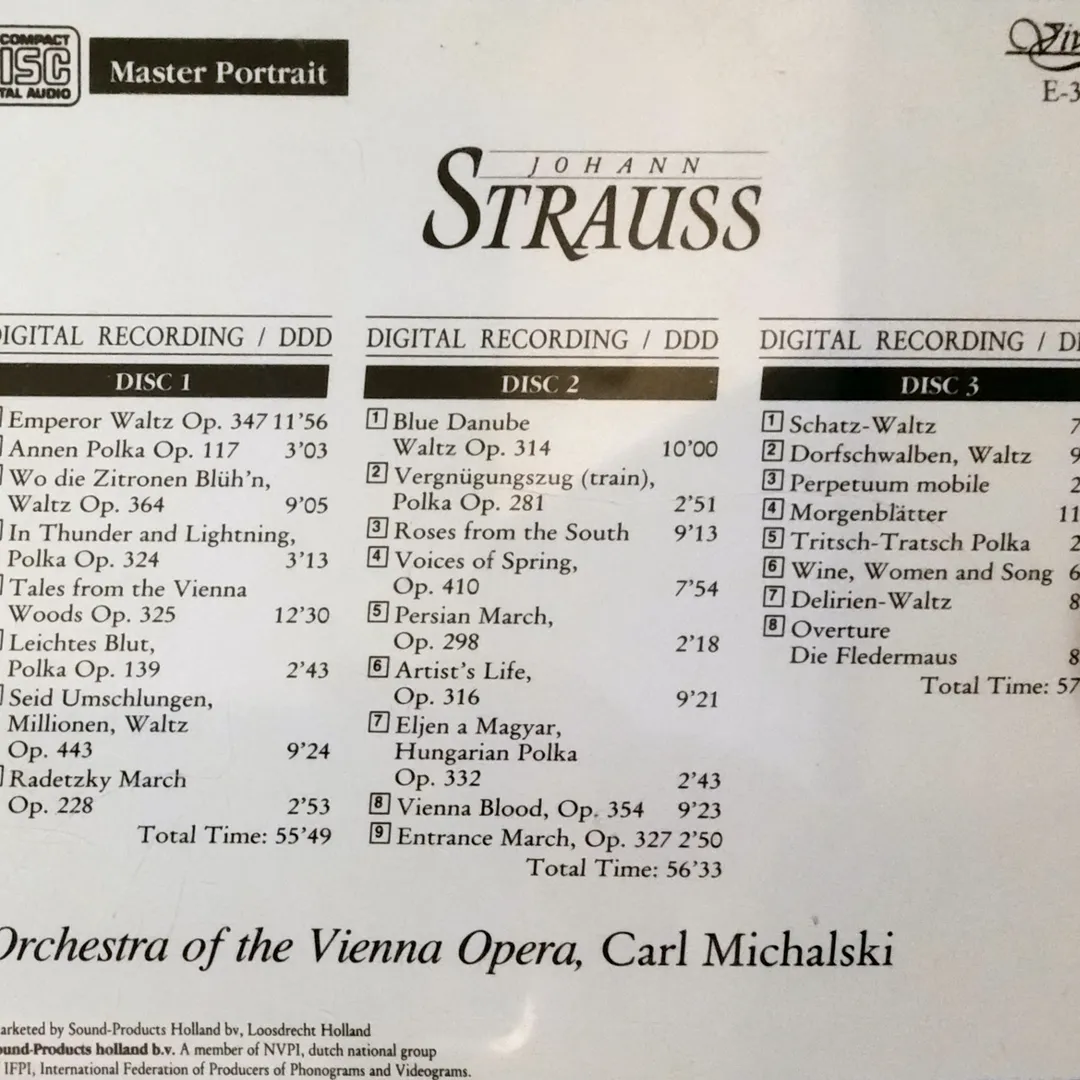 COMPACT
DISC
TAL AUDIO
Master Portrait
E-3
JOHANN
STRAUSS
DIGITAL RECORDING / DDD
DISC 1
Emperor Waltz Op. 347 11'56
Annen Polka Op. 117 3'03
Wo die Zitronen Blüh'n,
Waltz Op. 364 9'05
In Thunder and Lightning,
Polka Op. 324 3'13
Tales from the Vienna
Woods Op. 325 12'30
Leichtes Blut,
Polka Op. 139 2'43
Seid Umschlungen,
Millionen, Waltz
Op. 443 9'24
Radetzky March
Op. 228 2'53
Total Time: 55'49
DIGITAL RECORDING / DDD
DISC 2
1 Blue Danube
Waltz Op. 314 10'00
2 Vergnügungszug (train),
Polka Op. 281 2'51
3 Roses from the South 9'13
4 Voices of Spring,
Op. 410 7'54
5 Persian March,
Op. 298 2'18
6 Artist's Life,
Op. 316 9'21
7 Eljen a Magyar,
Hungarian Polka
Op. 332 2'43
8 Vienna Blood, Op. 354 9'23
9 Entrance March, Op. 327 2'50
Total Time: 56'33
DIGITAL RECORDING / D
DISC 3
1 Schatz-Waltz 7
2 Dorfschwalben, Waltz 9
3 Perpetuum mobile 2
4 Morgenblätter 11
5 Tritsch-Tratsch Polka 2
6 Wine, Women and Song 6
7 Delirien-Waltz 8
8 Overture
Die Fledermaus 8
Total Time: 57
Orchestra of the Vienna Opera, Carl Michalski
arketed by Sound-Products Holland bv, Loosdrecht Holland
ound-Products holland b.v. A member of NVPI, dutch national group
IFPI, International Federation of Producers of Phonograms and Videograms.